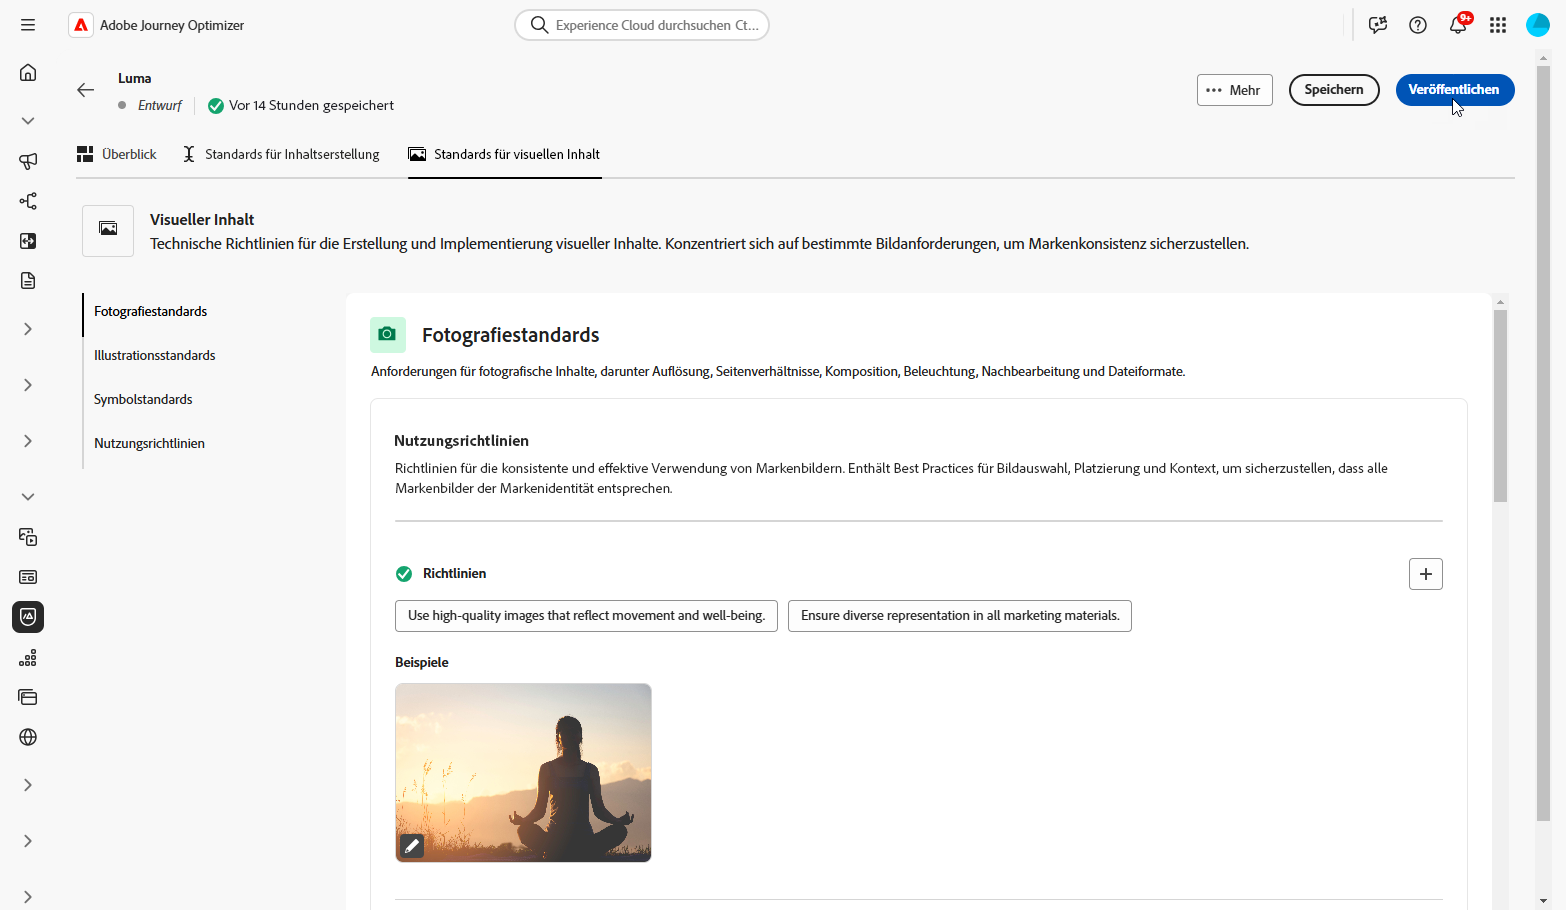 Adobe Journey Optimizer
Experience Cloud durchsuchen Ct...
9+
Luma
Entwurf
Vor 14 Stunden gespeichert
Mehr
Speichern
Veröffentlichen
Überblick
Standards für Inhaltserstellung
Standards für visuellen Inhalt
Visueller Inhalt
Technische Richtlinien für die Erstellung und Implementierung visueller Inhalte. Konzentriert sich auf bestimmte Bildanforderungen, um Markenkonsistenz sicherzustellen.
Fotografiestandards
Illustrationsstandards
Symbolstandards
Nutzungsrichtlinien
Fotografiestandards
Anforderungen für fotografische Inhalte, darunter Auflösung, Seitenverhältnisse, Komposition, Beleuchtung, Nachbearbeitung und Dateiformate.
Nutzungsrichtlinien
Richtlinien für die konsistente und effektive Verwendung von Markenbildern. Enthält Best Practices für Bildauswahl, Platzierung und Kontext, um sicherzustellen, dass alle
Markenbilder der Markenidentität entsprechen.
Richtlinien
Use high-quality images that reflect movement and well-being.
Ensure diverse representation in all marketing materials.
Beispiele